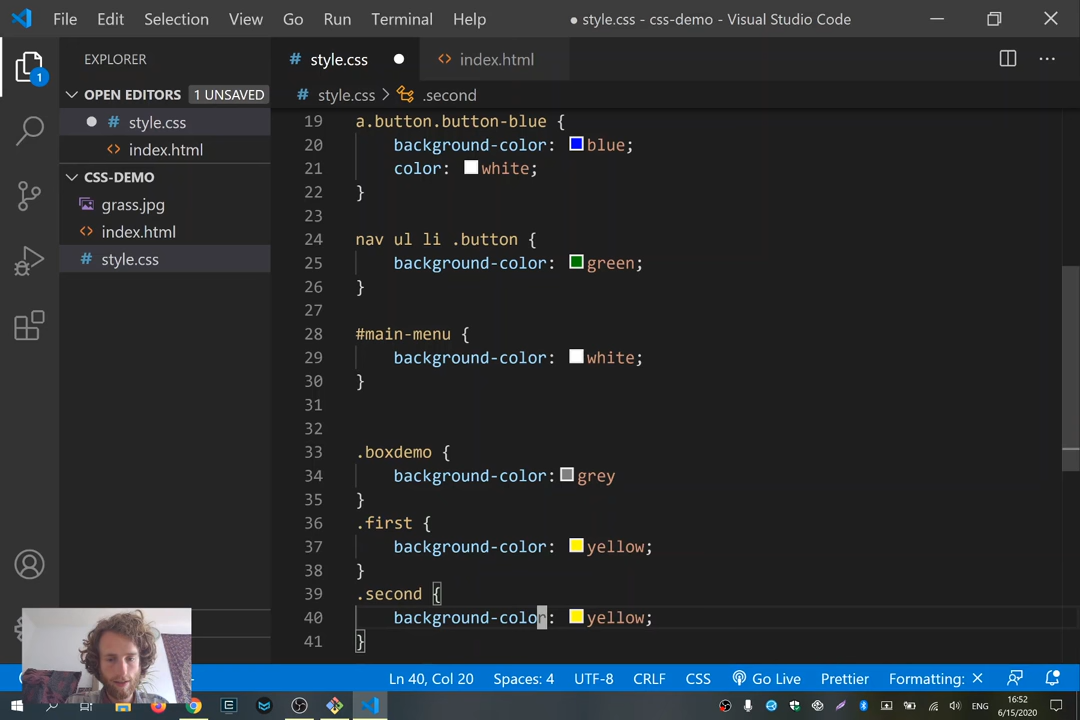 File Edit Selection View Go Run Terminal Help ● style.css - css-demo - Visual Studio Code
EXPLORER
# style.css
<> index.html
OPEN EDITORS 1 UNSAVED
# style.css > .second
# style.css
<> index.html
CSS-DEMO
grass.jpg
<> index.html
# style.css
1
19 a.button.button-blue {
20 background-color: blue;
21 color: white;
22 }
23
24 nav ul li .button {
25 background-color: green;
26 }
27
28 #main-menu {
29 background-color: white;
30 }
31
32
33 .boxdemo {
34 background-color: grey
35 }
36 .first {
37 background-color: yellow;
38 }
39 .second {
40 background-color: yellow;
41 }
Ln 40, Col 20 Spaces: 4 UTF-8 CRLF CSS Go Live Prettier Formatting: ×
ENG 16:52
6/15/2020